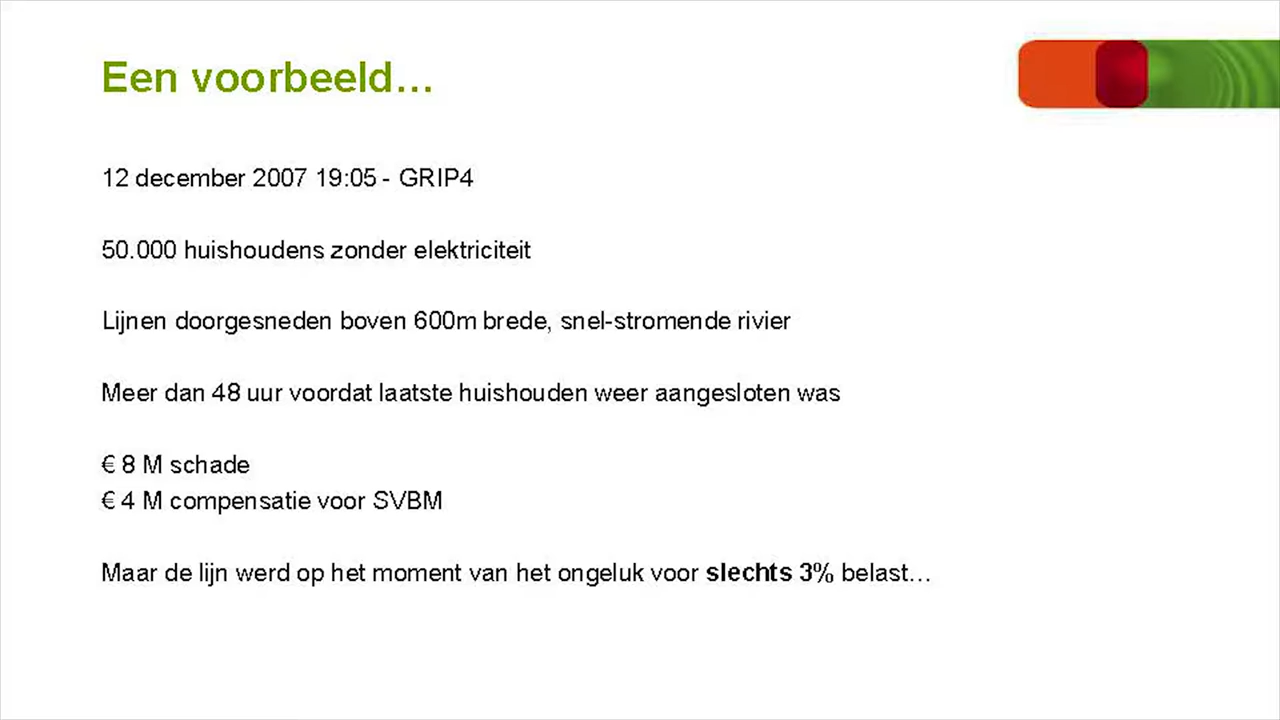 Een voorbeeld...
12 december 2007 19:05 - GRIP4
50.000 huishoudens zonder elektriciteit
Lijnen doorgesneden boven 600m brede, snel-stromende rivier
Meer dan 48 uur voordat laatste huishouden weer aangesloten was
€ 8 M schade
€ 4 M compensatie voor SVBM
Maar de lijn werd op het moment van het ongeluk voor slechts 3% belast...